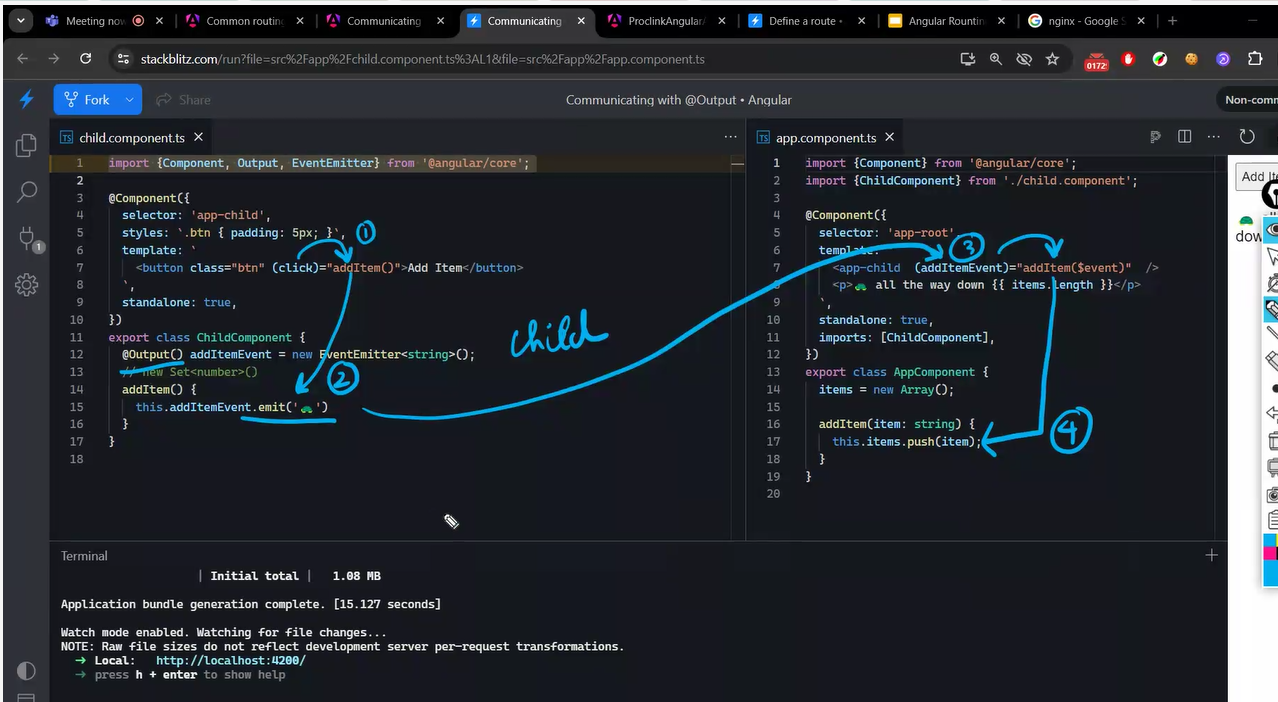 Meeting now
Common routing
Communicating
Communicating
ProclinkAngular/
Define a route •
Angular Rountin
nginx - Google S
stackblitz.com/run?file=src%2Fapp%2Fchild.component.ts%3AL1&file=src%2Fapp%2Fapp.component.ts
0172
Fork
Share
Communicating with @Output • Angular
Non-comm
TS child.component.ts
1 import {Component, Output, EventEmitter} from '@angular/core';
2
3 @Component({
4 selector: 'app-child',
5 styles: `.btn { padding: 5px; }`,
6 template: `
7 <button class="btn" (click)="addItem()">Add Item</button>
8 `,
9 standalone: true,
10 })
11 export class ChildComponent {
12 @Output() addItemEvent = new EventEmitter<string>();
13 // new Set<number>()
14 addItem() {
15 this.addItemEvent.emit('🐢')
16 }
17 }
18
1
2
child
TS app.component.ts
1 import {Component} from '@angular/core';
2 import {ChildComponent} from './child.component';
3
4 @Component({
5 selector: 'app-root',
6 template: `
7 <app-child (addItemEvent)="addItem($event)" />
8 <p>🐢 all the way down {{ items.length }}</p>
9 `,
10 standalone: true,
11 imports: [ChildComponent],
12 })
13 export class AppComponent {
14 items = new Array();
15
16 addItem(item: string) {
17 this.items.push(item);
18 }
19 }
20
3
4
Add Ite
dow
1
Terminal
| Initial total | 1.08 MB
Application bundle generation complete. [15.127 seconds]
Watch mode enabled. Watching for file changes...
NOTE: Raw file sizes do not reflect development server per-request transformations.
➜ Local: http://localhost:4200/
➜ press h + enter to show help